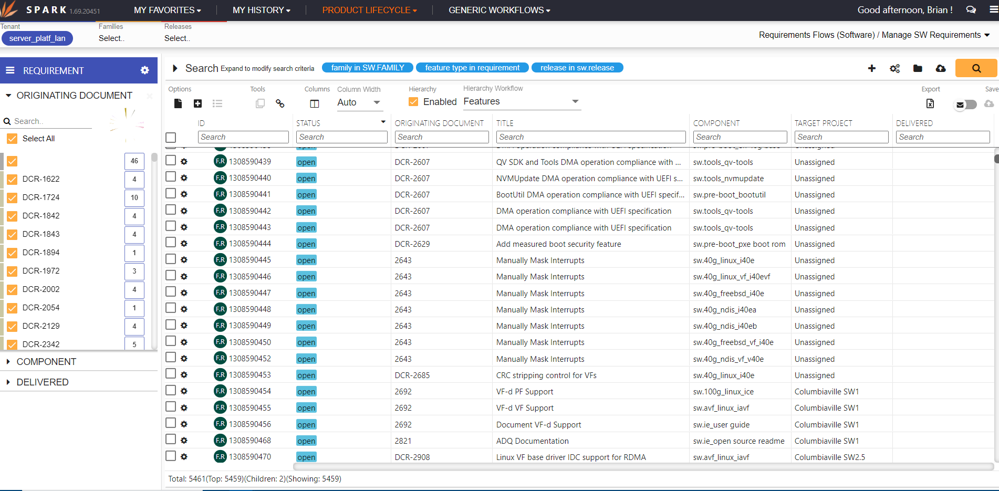 SPARK 1.69.20451 MY FAVORITES MY HISTORY PRODUCT LIFECYCLE GENERIC WORKFLOWS Good afternoon, Brian !
Tenant Families Releases
server_platf_lan Select.. Select.. Requirements Flows (Software) / Manage SW Requirements
REQUIREMENT
ORIGINATING DOCUMENT
Search..
Select All
46
DCR-1622 4
DCR-1724 10
DCR-1842 4
DCR-1843 4
DCR-1894 1
DCR-1972 3
DCR-2002 4
DCR-2054 1
DCR-2129 4
DCR-2342 5
COMPONENT
DELIVERED
Search Expand to modify search criteria family in SW.FAMILY feature type in requirement release in sw.release
Options Tools Columns Column Width Hierarchy Hierarchy Workflow Export Save
Auto Enabled Features
ID STATUS ORIGINATING DOCUMENT TITLE COMPONENT TARGET PROJECT DELIVERED
Search Search Search Search Search Search Search
F.R 1308590439 open DCR-2607 QV SDK and Tools DMA operation compliance with ... sw.tools_qv-tools Unassigned
F.R 1308590440 open DCR-2607 NVMUpdate DMA operation compliance with UEFI s... sw.tools_nvmupdate Unassigned
F.R 1308590441 open DCR-2607 BootUtil DMA operation compliance with UEFI specif... sw.pre-boot_bootutil Unassigned
F.R 1308590442 open DCR-2607 DMA operation compliance with UEFI specification sw.tools_qv-tools Unassigned
F.R 1308590443 open DCR-2607 DMA operation compliance with UEFI specification sw.tools_qv-tools Unassigned
F.R 1308590444 open DCR-2629 Add measured boot security feature sw.pre-boot_pxe boot rom Unassigned
F.R 1308590445 open 2643 Manually Mask Interrupts sw.40g_linux_i40e Unassigned
F.R 1308590446 open 2643 Manually Mask Interrupts sw.40g_linux_vf_i40evf Unassigned
F.R 1308590447 open 2643 Manually Mask Interrupts sw.40g_freebsd_i40e Unassigned
F.R 1308590448 open 2643 Manually Mask Interrupts sw.40g_ndis_i40ea Unassigned
F.R 1308590449 open 2643 Manually Mask Interrupts sw.40g_ndis_i40eb Unassigned
F.R 1308590450 open 2643 Manually Mask Interrupts sw.40g_freebsd_vf_i40e Unassigned
F.R 1308590452 open 2643 Manually Mask Interrupts sw.40g_ndis_vf_v40e Unassigned
F.R 1308590453 open DCR-2685 CRC stripping control for VFs sw.40g_linux_i40e Unassigned
F.R 1308590454 open 2692 VF-d PF Support sw.100g_linux_ice Columbiaville SW1
F.R 1308590455 open 2692 VF-d VF Support sw.avf_linux_iavf Columbiaville SW1
F.R 1308590456 open 2692 Document VF-d Support sw.ie_user guide Columbiaville SW1
F.R 1308590468 open 2821 ADQ Documentation sw.ie_open source readme Columbiaville SW1
F.R 1308590470 open DCR-2908 Linux VF base driver IDC support for RDMA sw.avf_linux_iavf Columbiaville SW2.5
Total: 5461(Top: 5459)(Children: 2)(Showing: 5459)